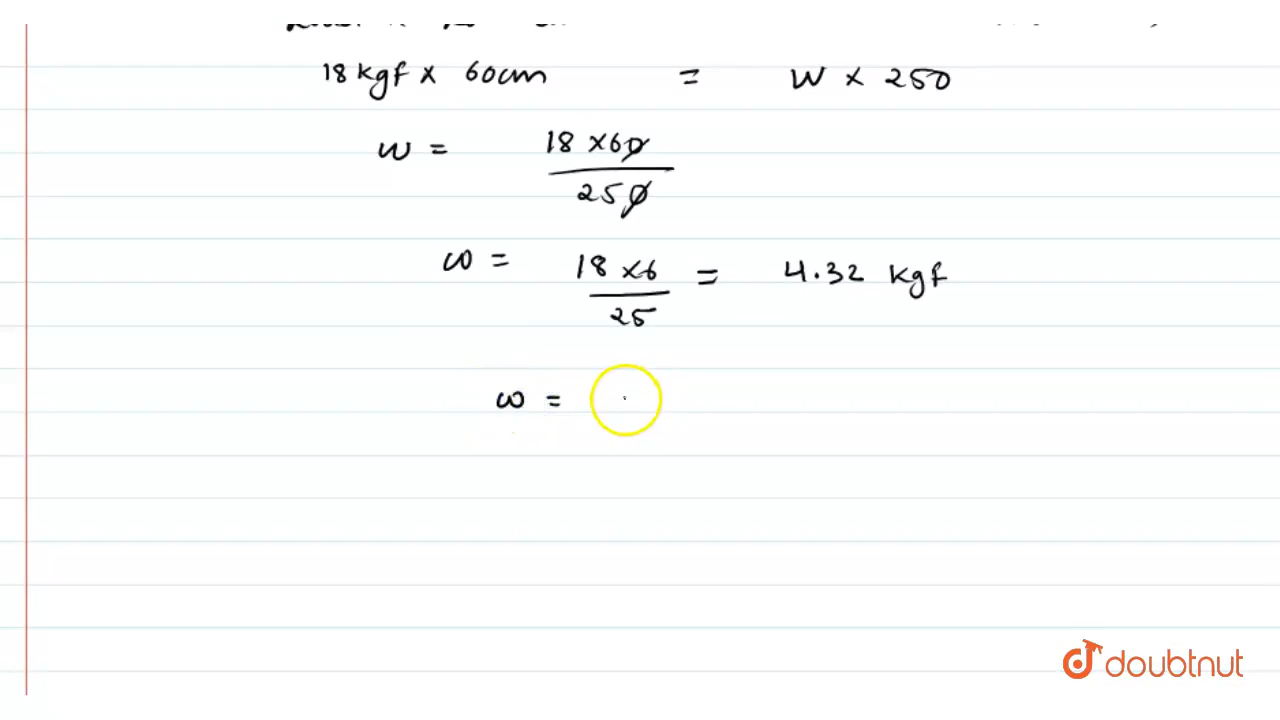 18 kgf × 60cm = W × 250
w = 18 × 60
250
w = 18 × 6 = 4.32 kgf
25
w =
doubtnut